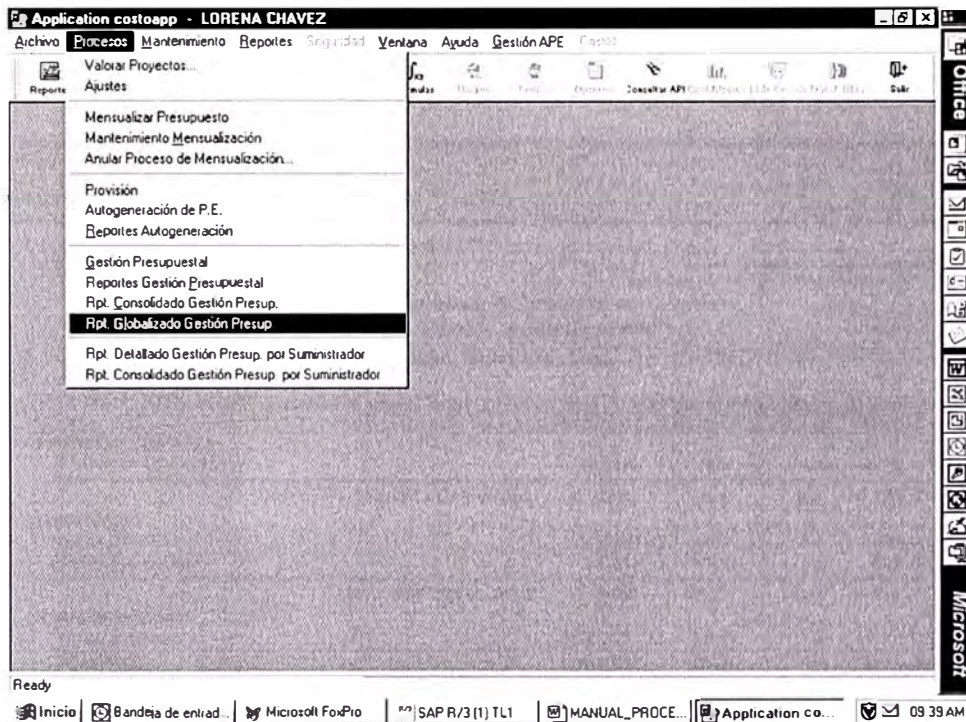 Application costoapp - LORENA CHAVEZ
Archivo Procesos Mantenimiento Reportes Seguridad Ventana Ayuda Gestión APE Gastos
Reporte
mulas
Consultar API
Salir
Valorar Proyectos...
Ajustes
Mensualizar Presupuesto
Mantenimiento Mensualización
Anular Proceso de Mensualización...
Provisión
Autogeneración de P.E.
Reportes Autogeneración
Gestión Presupuestal
Reportes Gestión Presupuestal
Rpt. Consolidado Gestión Presup.
Rpt. Globalizado Gestión Presup
Rpt. Detallado Gestión Presup. por Suministrador
Rpt. Consolidado Gestión Presup. por Suministrador
Office
Microsoft
Ready
Inicio Bandeja de entrad... Microsoft FoxPro SAP R/3 (1) TL1 MANUAL_PROCE... Application co... 09:39 AM